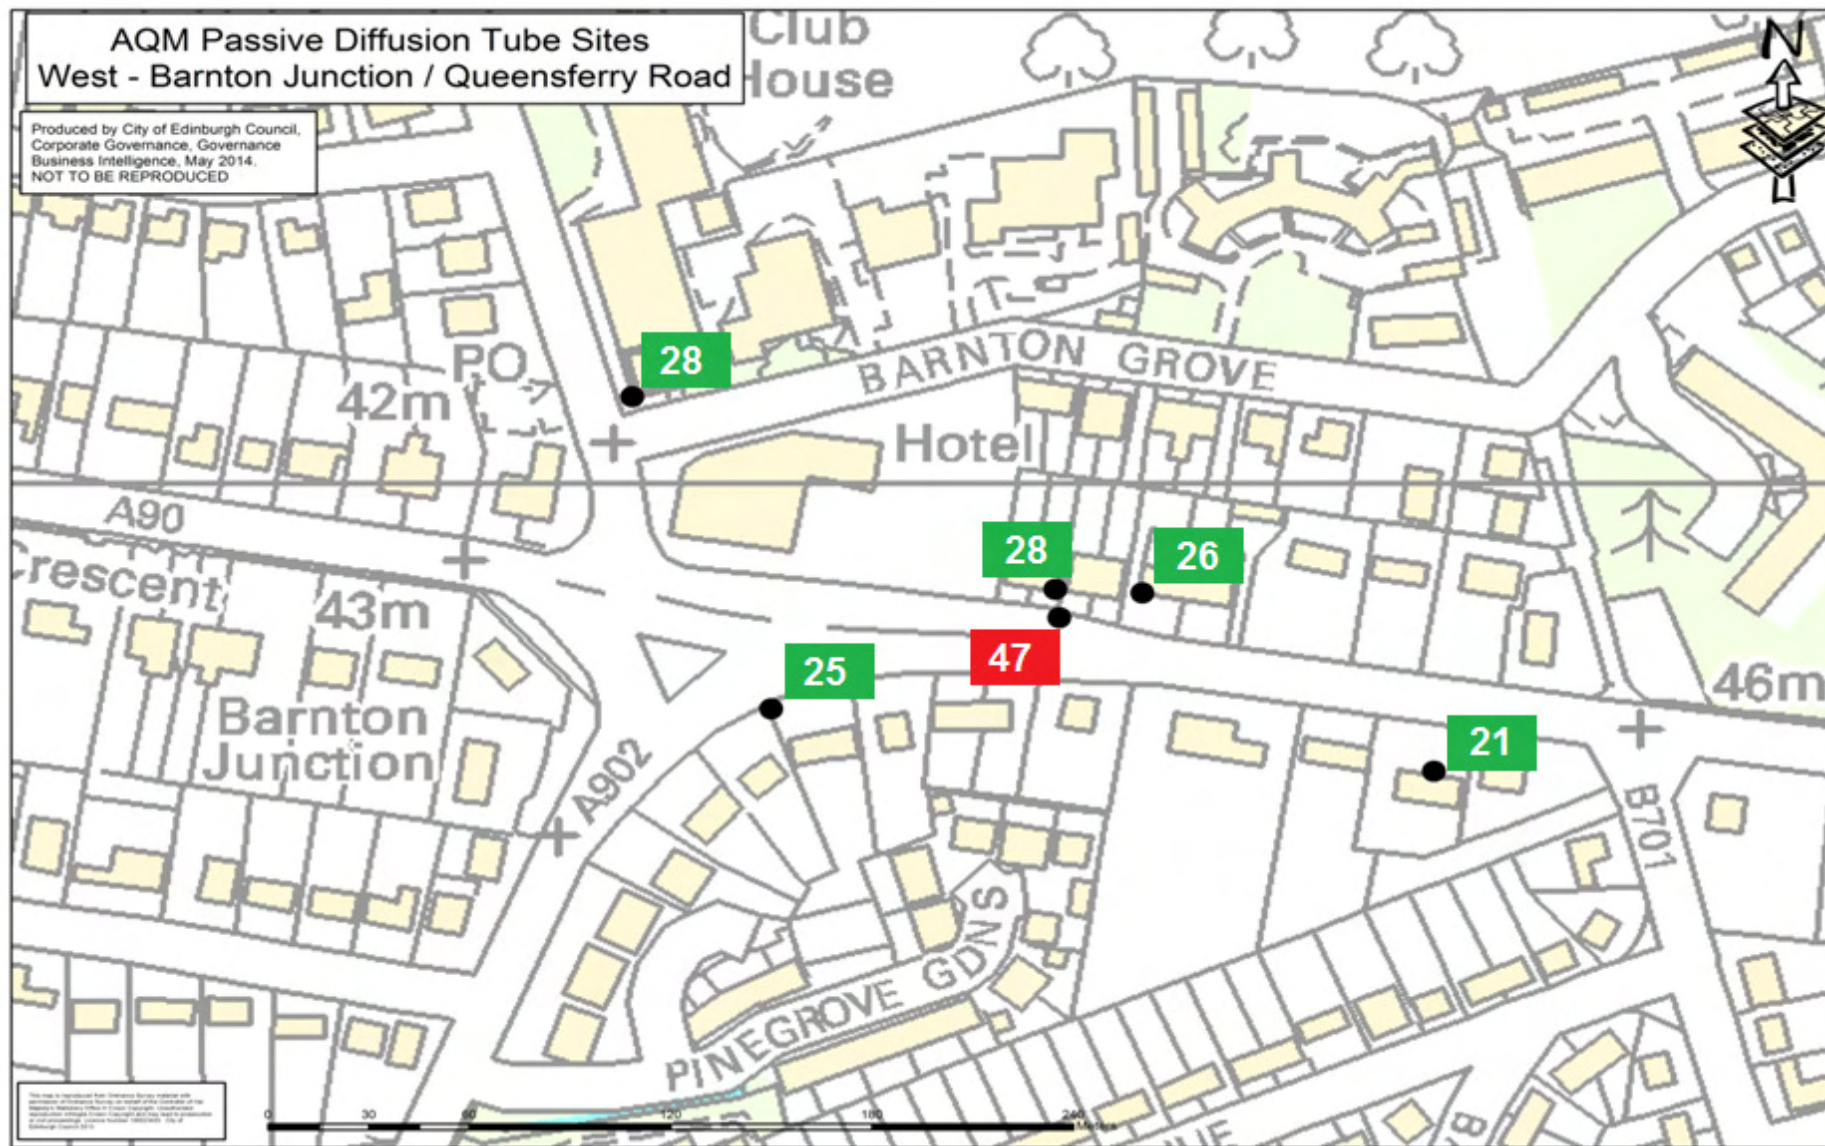 AQM Passive Diffusion Tube Sites
West - Barnton Junction / Queensferry Road
Club
House
N
Produced by City of Edinburgh Council,
Corporate Governance, Governance
Business Intelligence, May 2014.
NOT TO BE REPRODUCED
PO
28
BARNTON GROVE
42m
Hotel
A90
28
26
Crescent
43m
47
25
46m
Barnton
Junction
21
A902
B701
PINEGROVE GDNS
0 30 60 120 180 240
Meters